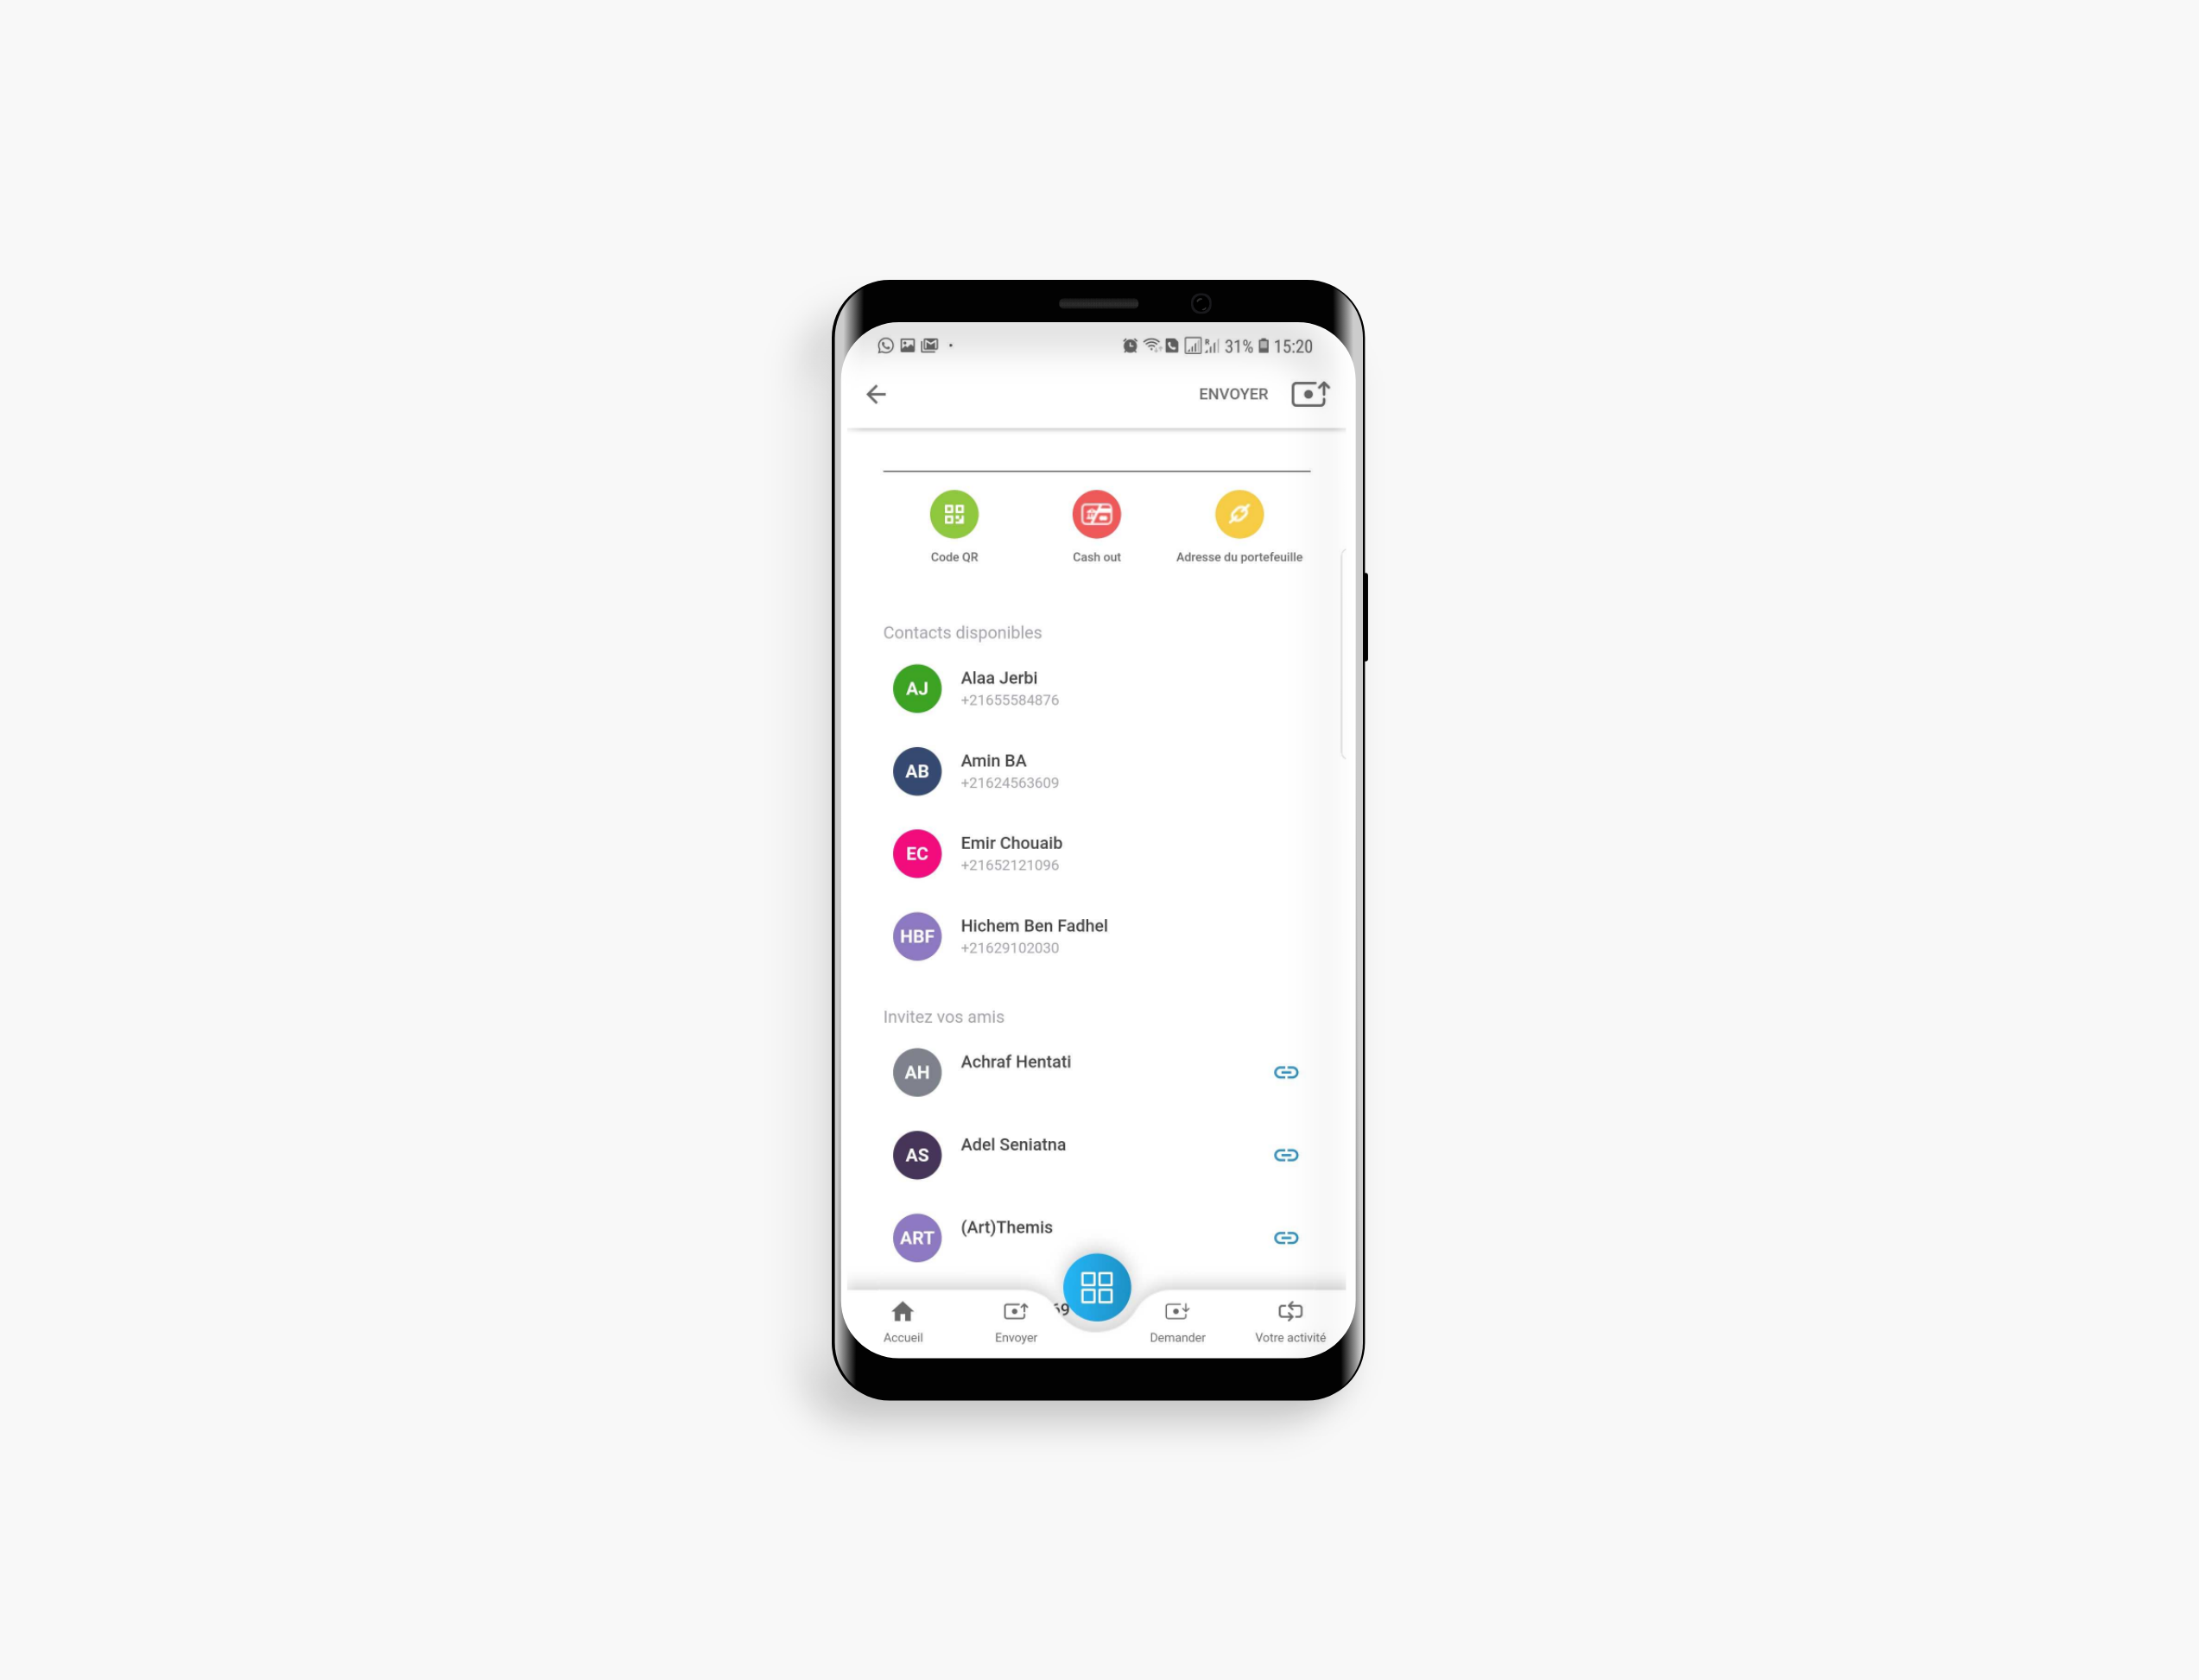 31% 15:20
ENVOYER
Code QR
Cash out
Adresse du portefeuille
Contacts disponibles
AJ
Alaa Jerbi
+21655584876
AB
Amin BA
+21624563609
EC
Emir Chouaib
+21652121096
HBF
Hichem Ben Fadhel
+21629102030
Invitez vos amis
AH
Achraf Hentati
AS
Adel Seniatna
ART
(Art)Themis
Accueil
Envoyer
Demander
Votre activité